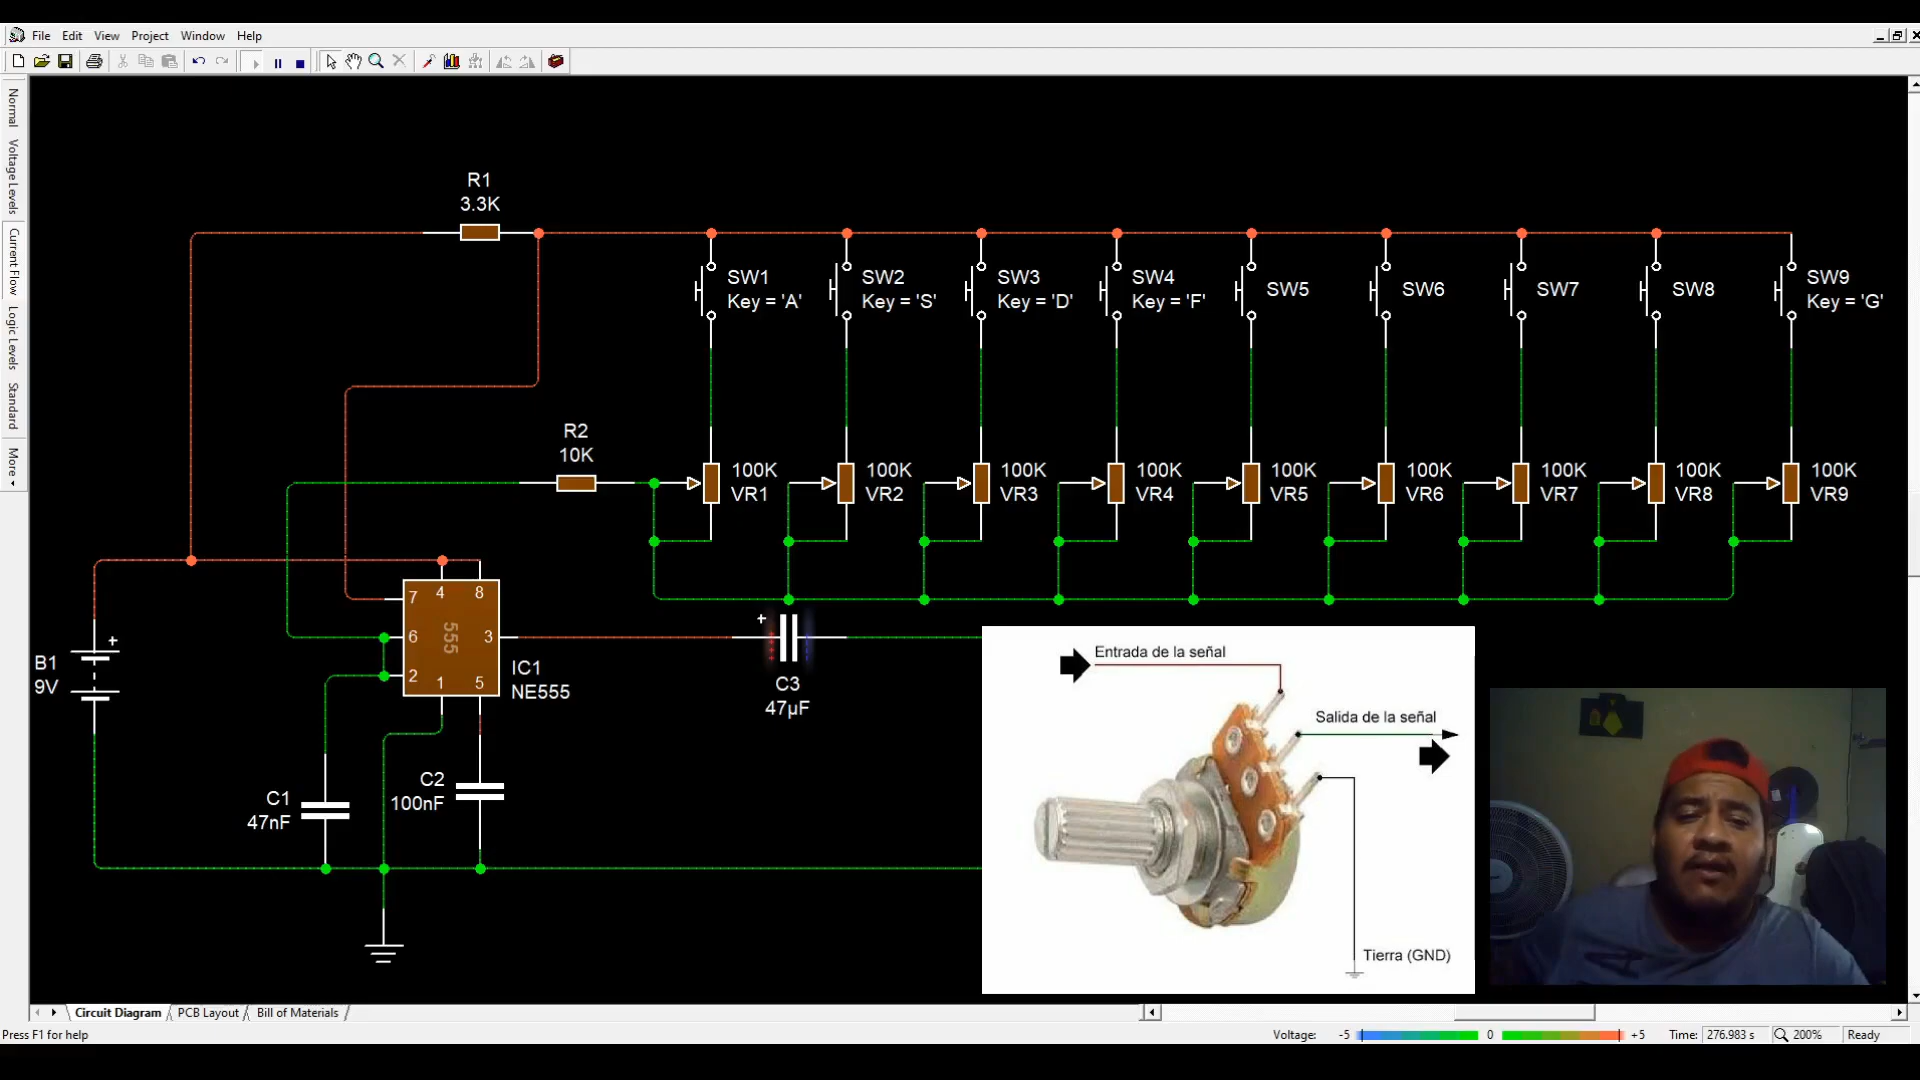 File Edit View Project Window Help
Normal
Voltage Levels
Current Flow
Logic Levels
Standard
More
R1
3.3K
SW1
Key = 'A'
SW2
Key = 'S'
SW3
Key = 'D'
SW4
Key = 'F'
SW5
SW6
SW7
SW8
SW9
Key = 'G'
R2
10K
100K
VR1
100K
VR2
100K
VR3
100K
VR4
100K
VR5
100K
VR6
100K
VR7
100K
VR8
100K
VR9
B1
9V
+
7 4 8
6 555 3
2 1 5
IC1
NE555
+
C3
47µF
C1
47nF
C2
100nF
Entrada de la señal
Salida de la señal
Tierra (GND)
Circuit Diagram PCB Layout Bill of Materials
Press F1 for help
Voltage: -5 0 +5 Time: 276.983 s 200% Ready